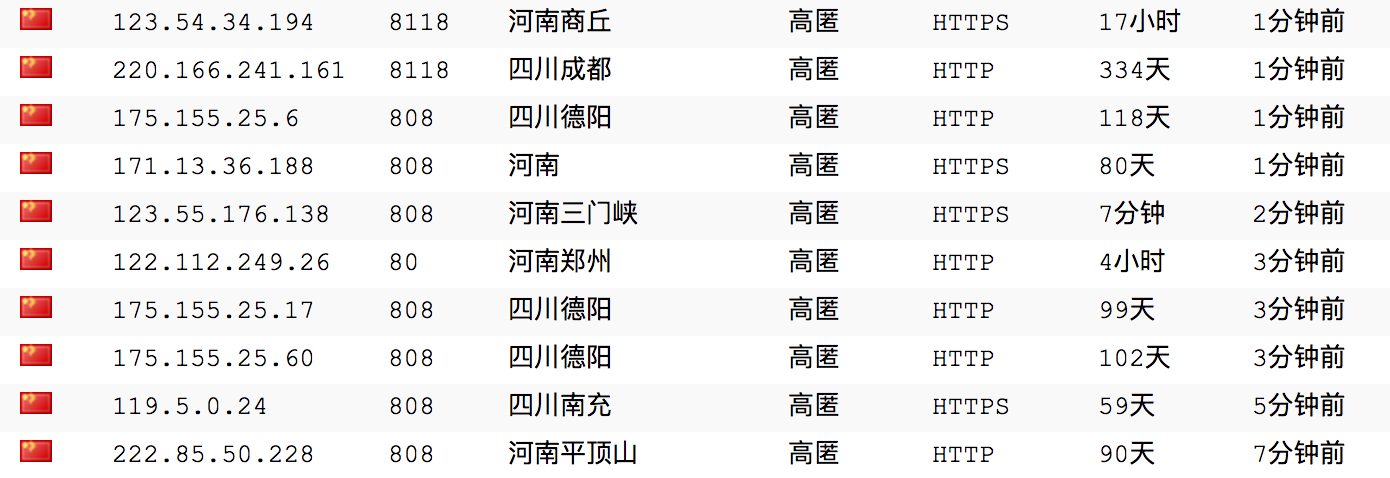 123.54.34.194 8118 河南商丘 高匿 HTTPS 17小时 1分钟前
220.166.241.161 8118 四川成都 高匿 HTTP 334天 1分钟前
175.155.25.6 808 四川德阳 高匿 HTTP 118天 1分钟前
171.13.36.188 808 河南 高匿 HTTPS 80天 1分钟前
123.55.176.138 808 河南三门峡 高匿 HTTPS 7分钟 2分钟前
122.112.249.26 80 河南郑州 高匿 HTTP 4小时 3分钟前
175.155.25.17 808 四川德阳 高匿 HTTP 99天 3分钟前
175.155.25.60 808 四川德阳 高匿 HTTP 102天 3分钟前
119.5.0.24 808 四川南充 高匿 HTTPS 59天 5分钟前
222.85.50.228 808 河南平顶山 高匿 HTTP 90天 7分钟前